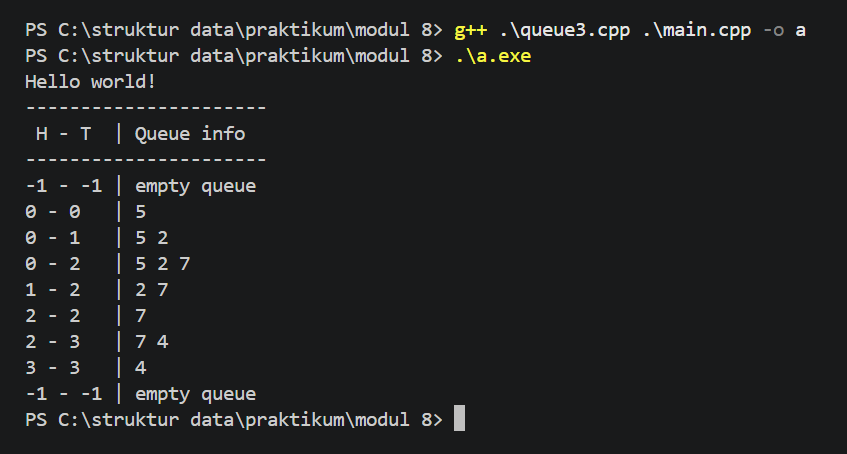 PS C:\struktur data\praktikum\modul 8> g++ .\queue3.cpp .\main.cpp -o a
PS C:\struktur data\praktikum\modul 8> .\a.exe
Hello world!
----------------------
 H - T  | Queue info
----------------------
-1 - -1 | empty queue
0 - 0   | 5
0 - 1   | 5 2
0 - 2   | 5 2 7
1 - 2   | 2 7
2 - 2   | 7
2 - 3   | 7 4
3 - 3   | 4
-1 - -1 | empty queue
PS C:\struktur data\praktikum\modul 8>